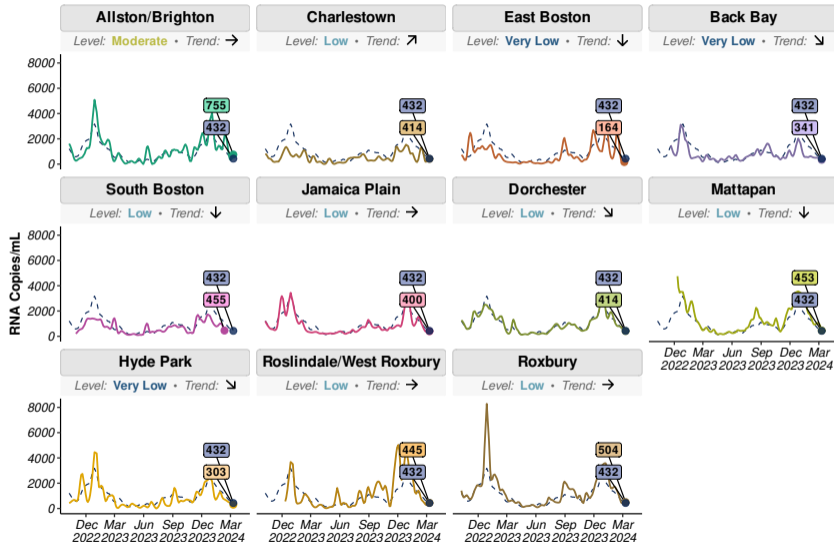 Allston/Brighton
Charlestown
East Boston
Back Bay
Level: Moderate • Trend: →
Level: Low • Trend: ↗
Level: Very Low • Trend: ↓
Level: Very Low • Trend: ↘
8000
6000
4000
2000
0
755
432
432
414
432
164
432
341
South Boston
Jamaica Plain
Dorchester
Mattapan
Level: Low • Trend: ↓
Level: Low • Trend: →
Level: Low • Trend: ↘
Level: Low • Trend: ↓
RNA Copies/mL
8000
6000
4000
2000
0
432
455
432
400
432
414
453
432
Dec 2022
Mar 2023
Jun 2023
Sep 2023
Dec 2023
Mar 2024
Hyde Park
Roslindale/West Roxbury
Roxbury
Level: Very Low • Trend: ↘
Level: Low • Trend: →
Level: Low • Trend: →
8000
6000
4000
2000
0
432
303
445
432
504
432
Dec 2022
Mar 2023
Jun 2023
Sep 2023
Dec 2023
Mar 2024
Dec 2022
Mar 2023
Jun 2023
Sep 2023
Dec 2023
Mar 2024
Dec 2022
Mar 2023
Jun 2023
Sep 2023
Dec 2023
Mar 2024